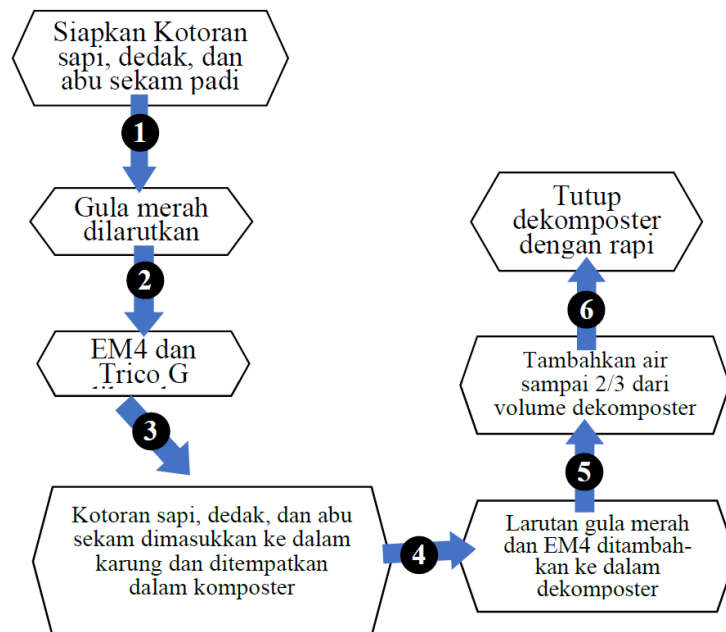 Siapkan Kotoran
sapi, dedak, dan
abu sekam padi
1
Gula merah
dilarutkan
2
EM4 dan
Trico G
3
Kotoran sapi, dedak, dan abu
sekam dimasukkan ke dalam
karung dan ditempatkan
dalam komposter
4
Larutan gula merah
dan EM4 ditambah-
kan ke dalam
dekomposter
5
Tambahkan air
sampai 2/3 dari
volume dekomposter
6
Tutup
dekomposter
dengan rapi